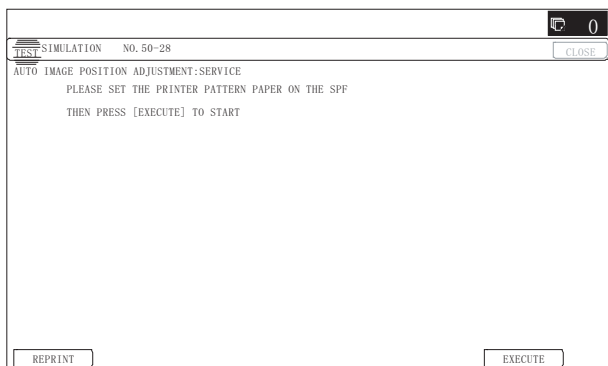 0
TEST SIMULATION NO. 50-28
CLOSE
AUTO IMAGE POSITION ADJUSTMENT:SERVICE
PLEASE SET THE PRINTER PATTERN PAPER ON THE SPF
THEN PRESS [EXECUTE] TO START
REPRINT EXECUTE